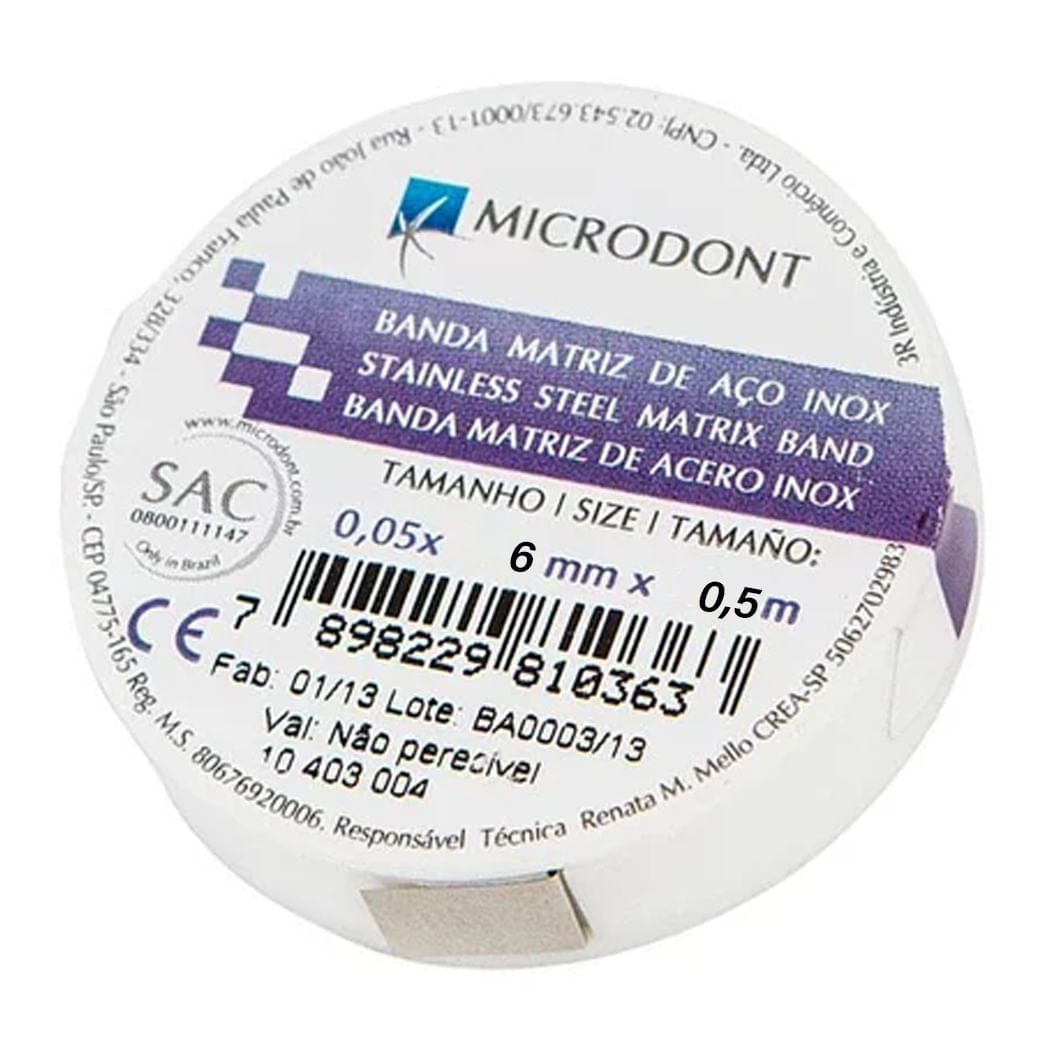 MICRODONT
BANDA MATRIZ DE AÇO INOX
STAINLESS STEEL MATRIX BAND
BANDA MATRIZ DE ACERO INOX
TAMANHO | SIZE | TAMAÑO:
0,05x 6 mm x 0,5m
www.microdont.com.br
SAC
0800111147
Only in Brazil
CE
7 898229 810363
Fab: 01/13 Lote: BA0003/13
Val: Não perecível
10 403 004
3R Indústria e Comércio Ltda. - CNPJ: 02.543.673/0001-13 - Rua João de Paula Franco, 328/334 - São Paulo/SP. - CEP 04775-165 Reg. M.S. 80676920006. Responsável Técnica Renata M. Mello CREA-SP 5062702983